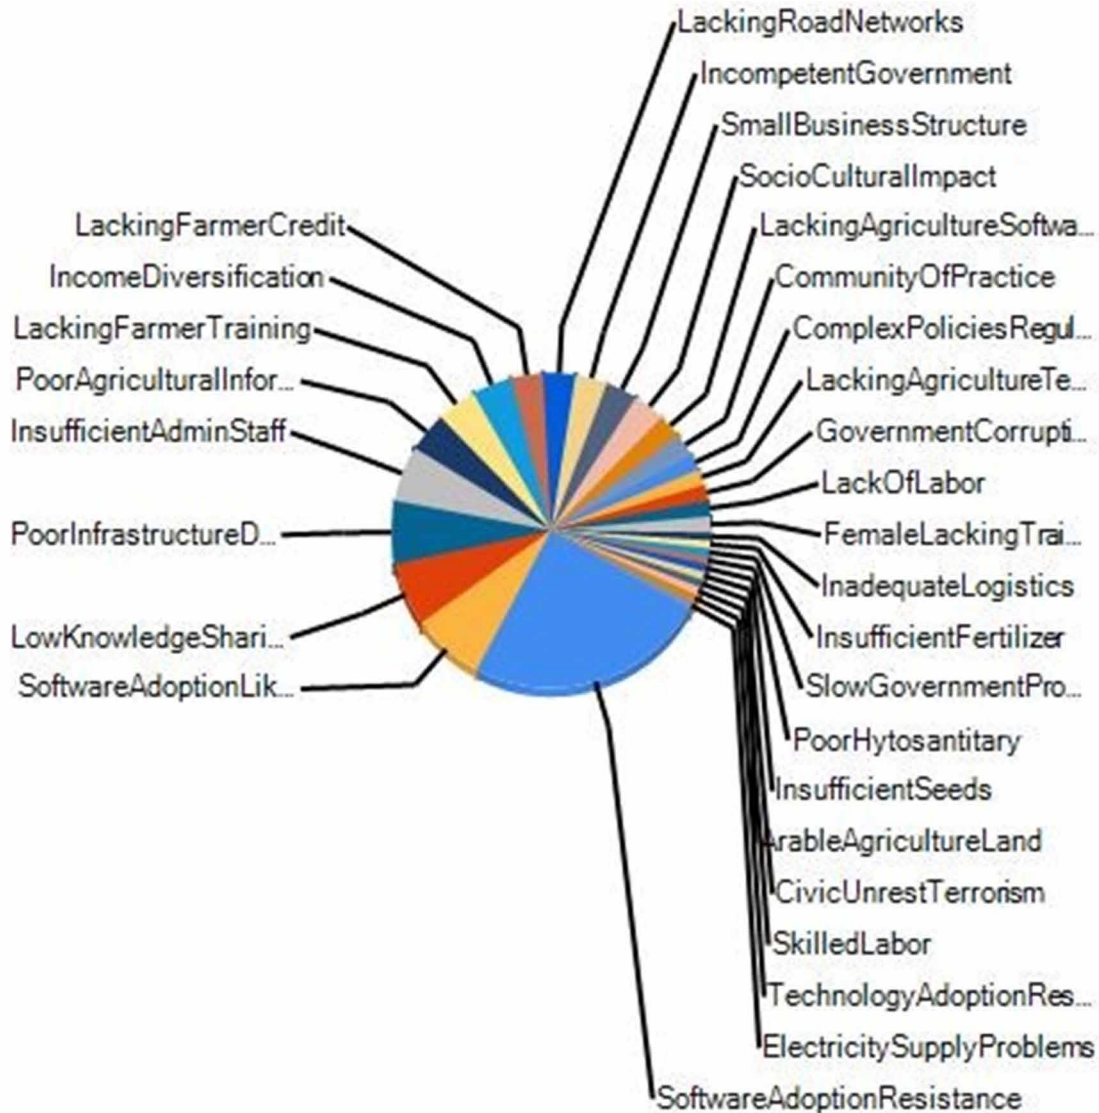 LackingRoadNetworks
IncompetentGovernment
SmallBusinessStructure
SocioCulturalImpact
LackingAgricultureSoftwa...
CommunityOfPractice
ComplexPoliciesRegul...
LackingAgricultureTe...
GovernmentCorrupti...
LackOfLabor
FemaleLackingTrai...
InadequateLogistics
InsufficientFertilizer
SlowGovernmentPro...
PoorHytosantitary
InsufficientSeeds
ArableAgricultureLand
CivicUnrestTerrorism
SkilledLabor
TechnologyAdoptionRes...
ElectricitySupplyProblems
SoftwareAdoptionResistance
SoftwareAdoptionLik...
LowKnowledgeShari...
PoorInfrastructureD...
InsufficientAdminStaff
PoorAgriculturalInfor...
LackingFarmerTraining
IncomeDiversification
LackingFarmerCredit